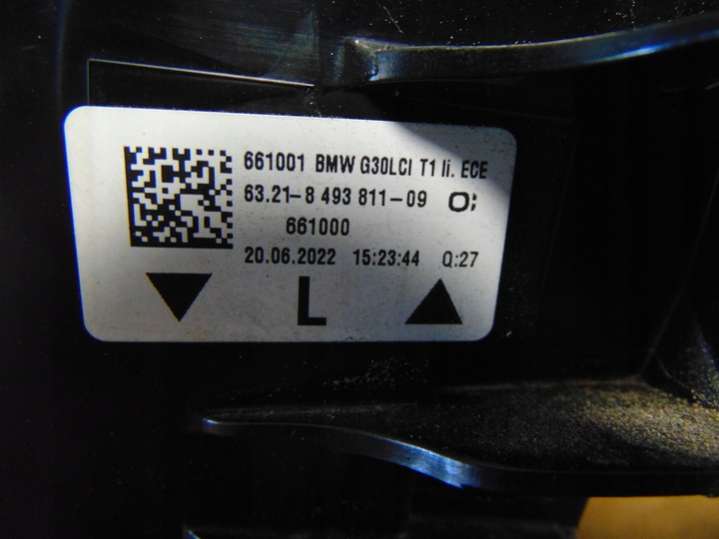 661001 BMW G30LCI T1 li. ECE
63.21-8 493 811-09
661000
20.06.2022 15:23:44 Q:27
L